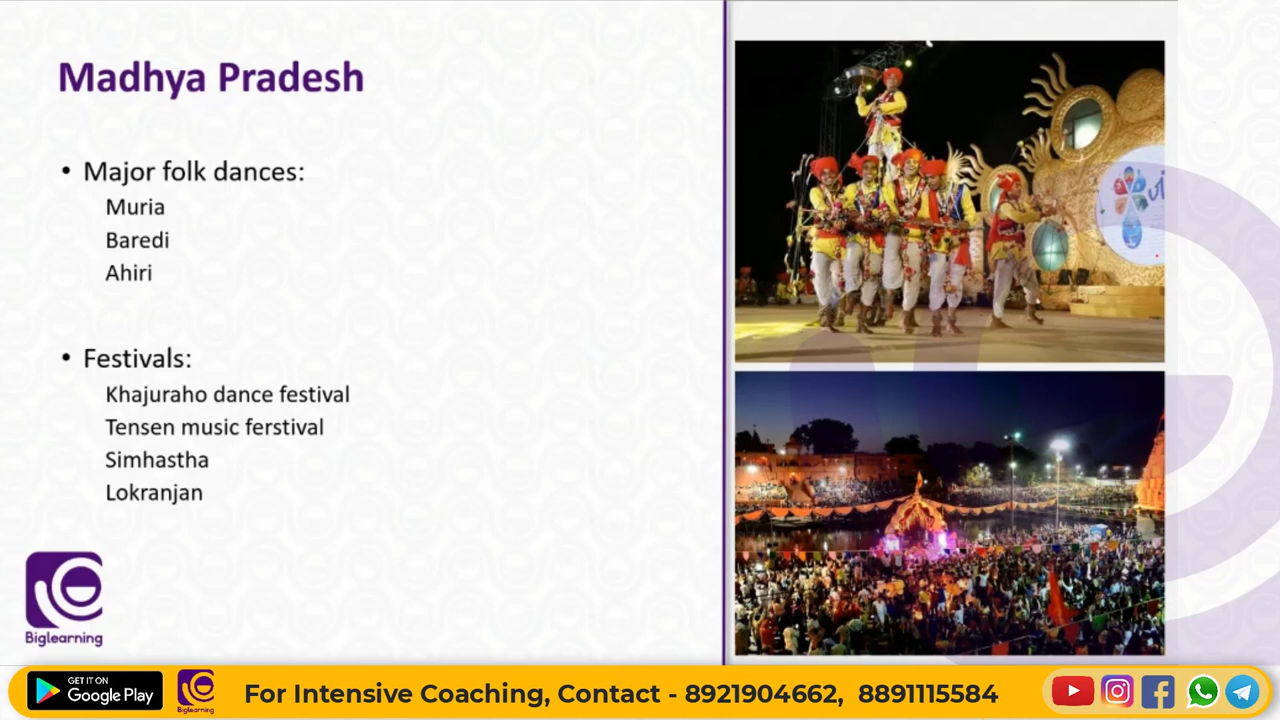 Madhya Pradesh
• Major folk dances:
Muria
Baredi
Ahiri
• Festivals:
Khajuraho dance festival
Tensen music ferstival
Simhastha
Lokranjan
Biglearning
GET IT ON
Google Play
Biglearning
For Intensive Coaching, Contact - 8921904662, 8891115584